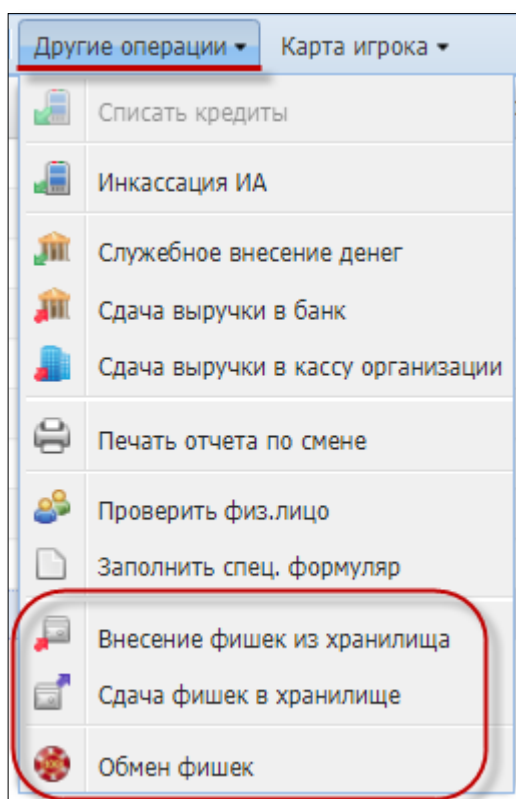 Другие операции Карта игрока
Списать кредиты
Инкассация ИА
Служебное внесение денег
Сдача выручки в банк
Сдача выручки в кассу организации
Печать отчета по смене
Проверить физ.лицо
Заполнить спец. формуляр
Внесение фишек из хранилища
Сдача фишек в хранилище
Обмен фишек